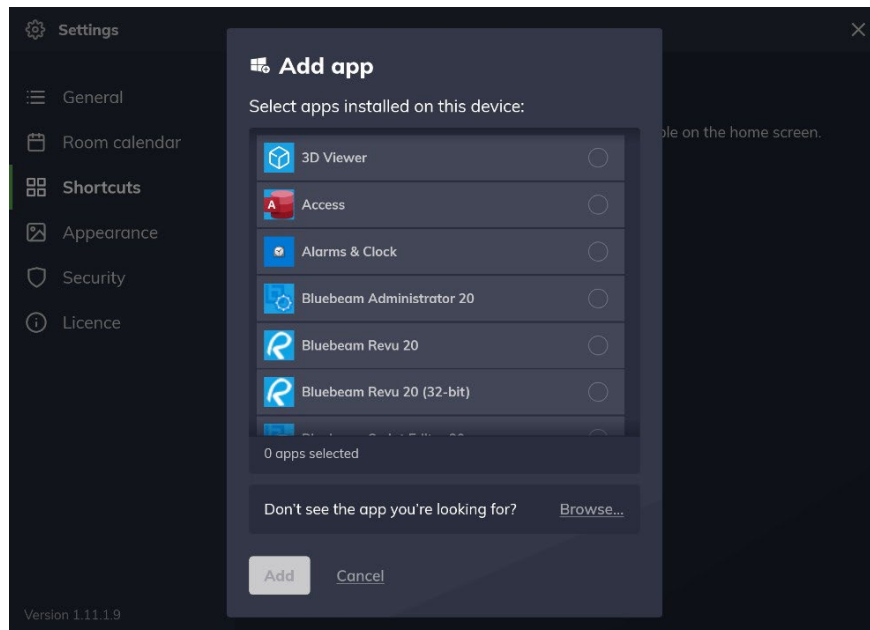 Settings
General
Room calendar
Shortcuts
Appearance
Security
Licence
Version 1.11.1.9
Add app
Select apps installed on this device:
3D Viewer
Access
Alarms & Clock
Bluebeam Administrator 20
Bluebeam Revu 20
Bluebeam Revu 20 (32-bit)
0 apps selected
Don't see the app you're looking for? Browse...
Add Cancel
on the home screen.